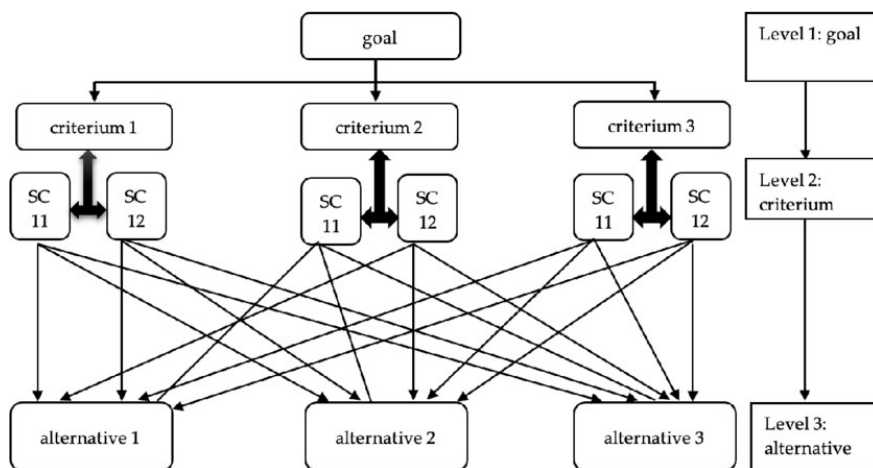 goal
Level 1: goal
criterium 1
criterium 2
criterium 3
SC
11
SC
12
SC
11
SC
12
SC
11
SC
12
Level 2:
criterium
alternative 1
alternative 2
alternative 3
Level 3:
alternative